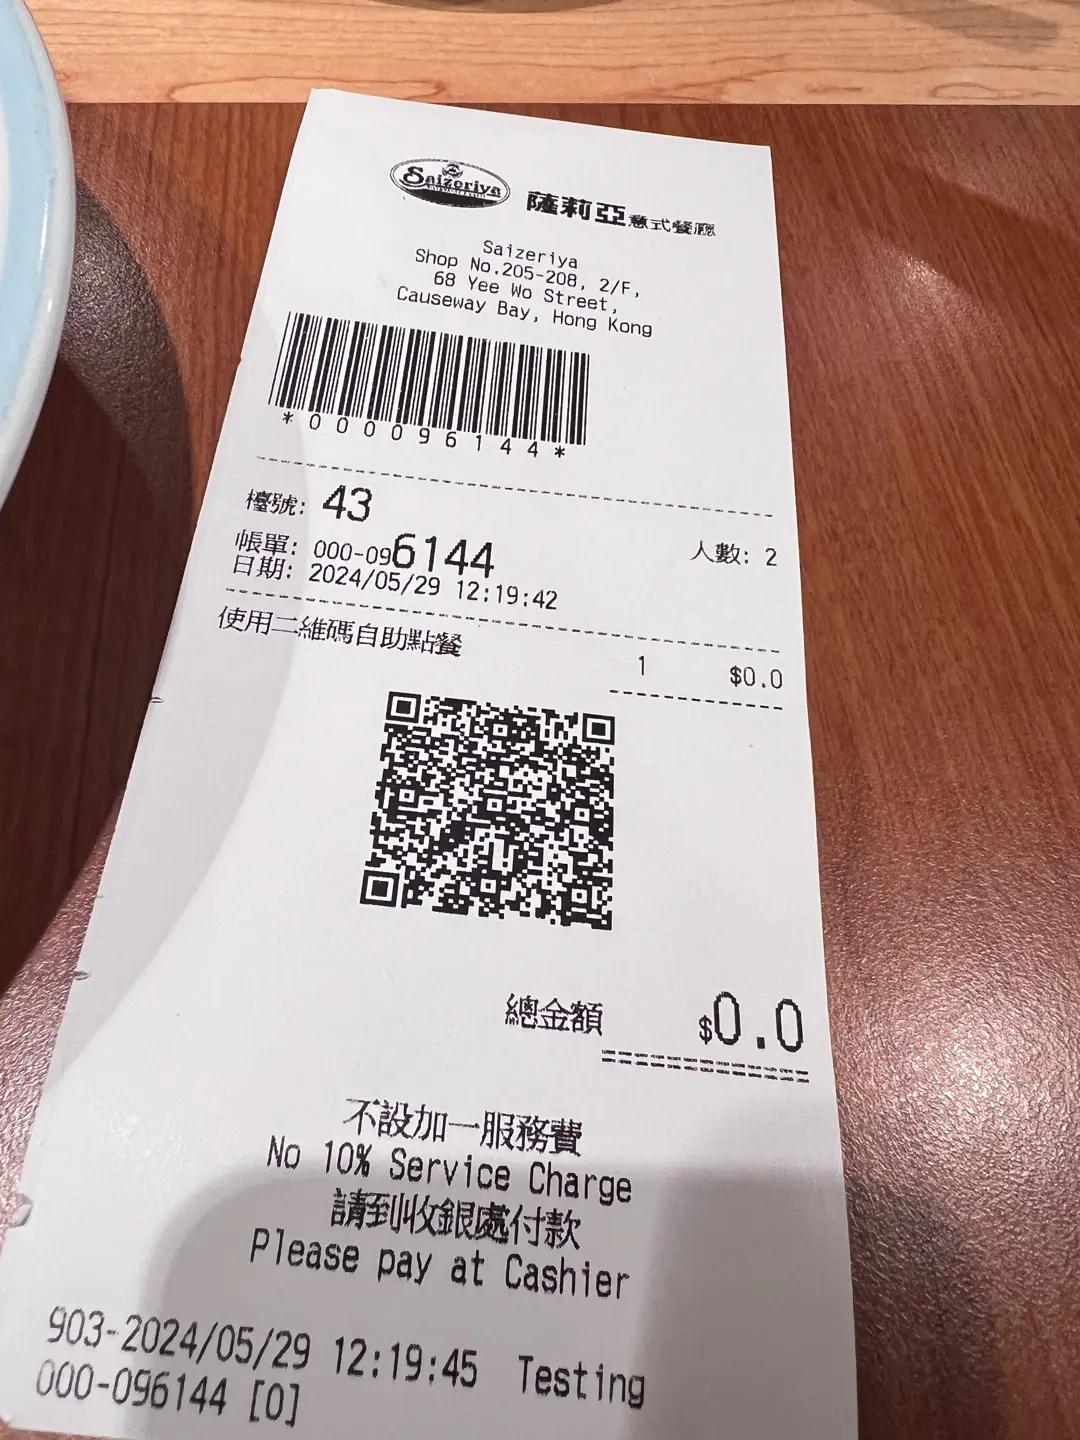 Saizeriya 薩莉亞意式餐廳
Saizeriya
Shop No.205-208, 2/F,
68 Yee Wo Street,
Causeway Bay, Hong Kong
*000096144*
檯號: 43
人數: 2
帳單: 000-096144
日期: 2024/05/29 12:19:42
使用二維碼自助點餐 1 $0.0
總金額 $0.0
不設加一服務費
No 10% Service Charge
請到收銀處付款
Please pay at Cashier
903-2024/05/29 12:19:45 Testing
000-096144 [0]